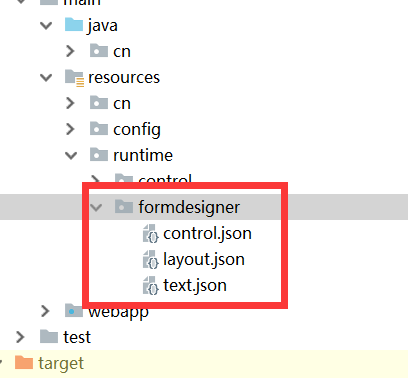 main
java
cn
resources
cn
config
runtime
control
formdesigner
control.json
layout.json
text.json
webapp
test
target